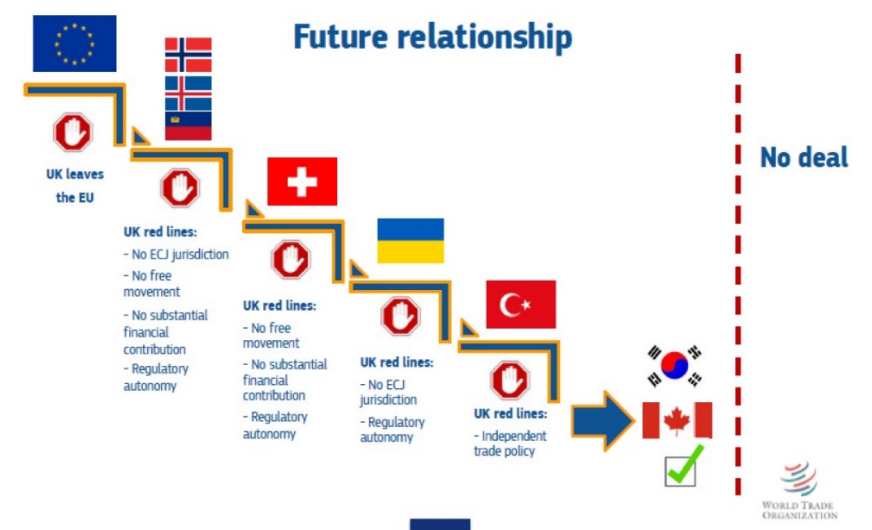 Future relationship
No deal
UK leaves
the EU
UK red lines:
- No ECJ jurisdiction
- No free
movement
- No substantial
financial
contribution
- Regulatory
autonomy
UK red lines:
- No free
movement
- No substantial
financial
contribution
- Regulatory
autonomy
UK red lines:
- No ECJ
jurisdiction
- Regulatory
autonomy
UK red lines:
- Independent
trade policy
WORLD TRADE
ORGANIZATION